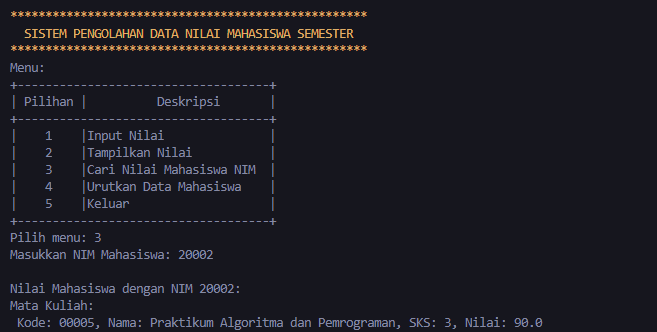 ***************************************************
SISTEM PENGOLAHAN DATA NILAI MAHASISWA SEMESTER
***************************************************
Menu:
+------------------------------------+
| Pilihan | Deskripsi |
+------------------------------------+
| 1 |Input Nilai |
| 2 |Tampilkan Nilai |
| 3 |Cari Nilai Mahasiswa NIM |
| 4 |Urutkan Data Mahasiswa |
| 5 |Keluar |
+------------------------------------+
Pilih menu: 3
Masukkan NIM Mahasiswa: 20002
Nilai Mahasiswa dengan NIM 20002:
Mata Kuliah:
Kode: 00005, Nama: Praktikum Algoritma dan Pemrograman, SKS: 3, Nilai: 90.0